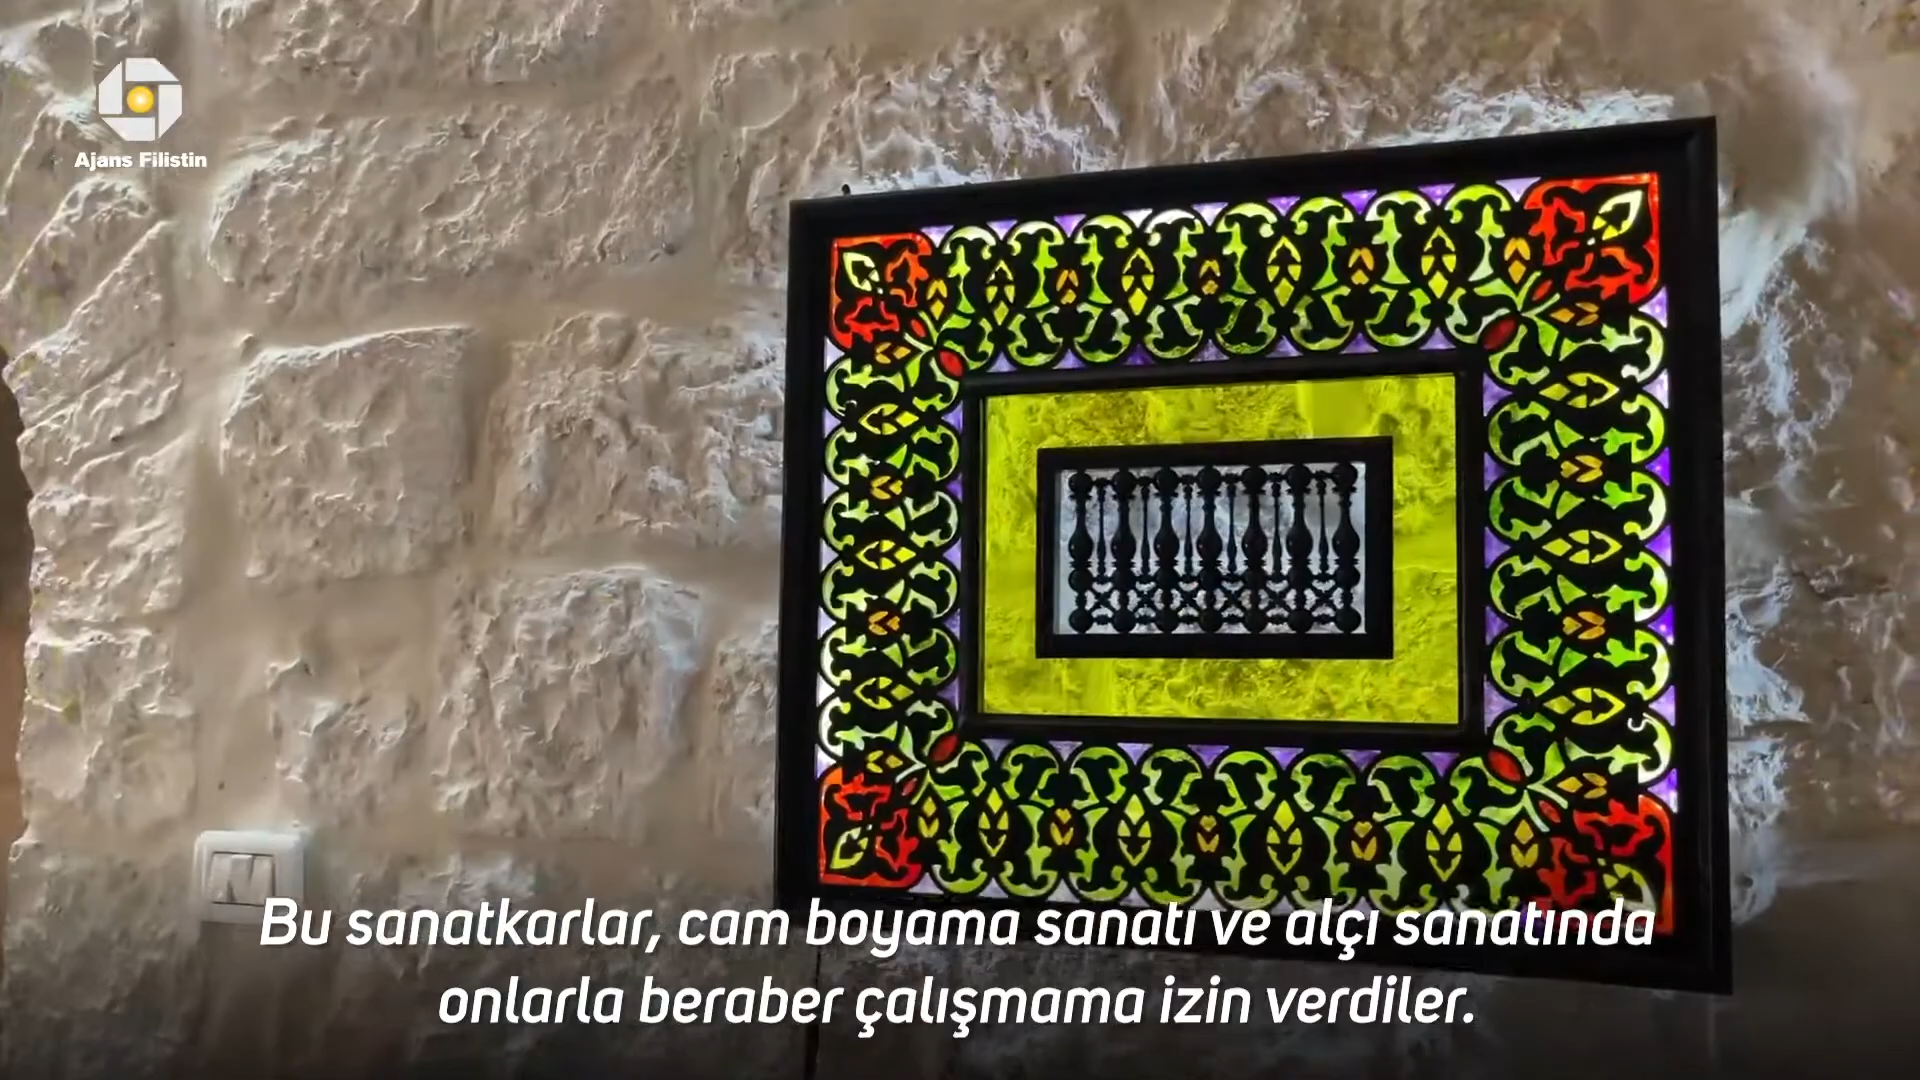 Ajans Filistin
Bu sanatkarlar, cam boyama sanatı ve alçı sanatında
onlarla beraber çalışmama izin verdiler.